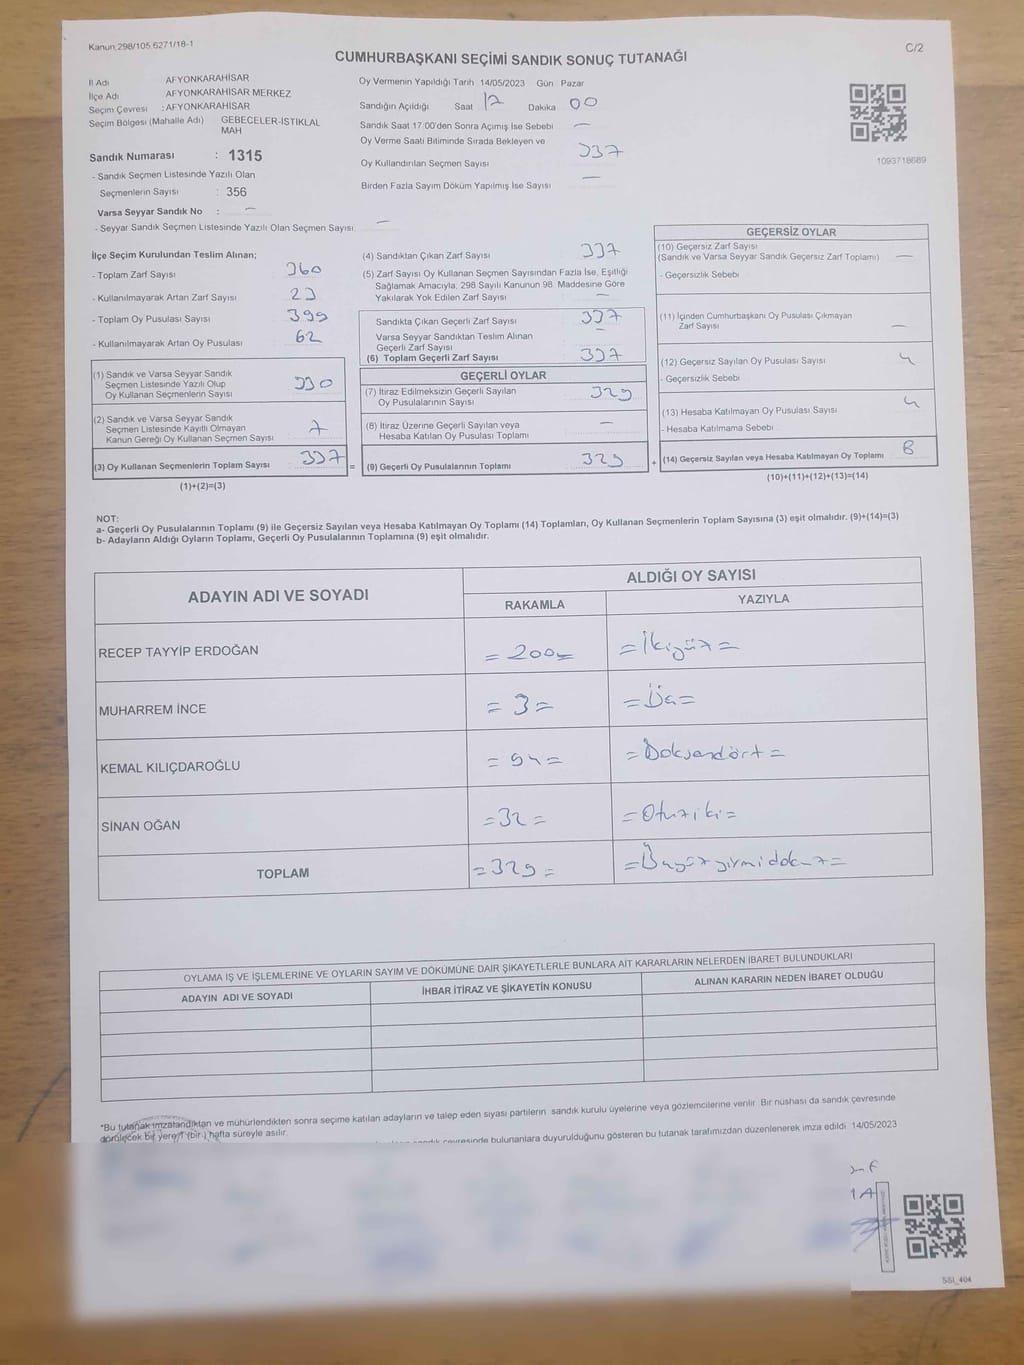 Kanun,298/105,6271/18-1
C/2
CUMHURBAŞKANI SEÇİMİ SANDIK SONUÇ TUTANAĞI
İl Adı AFYONKARAHİSAR
İlçe Adı AFYONKARAHİSAR MERKEZ
Seçim Çevresi : AFYONKARAHİSAR
Seçim Bölgesi (Mahalle Adı) GEBECELER-ISTIKLAL MAH
Sandık Numarası : 1315
- Sandık Seçmen Listesinde Yazılı Olan
Seçmenlerin Sayısı : 356
Varsa Seyyar Sandık No : —
- Seyyar Sandık Seçmen Listesinde Yazılı Olan Seçmen Sayısı —
Oy Vermenin Yapıldığı Tarih 14/05/2023 Gün Pazar
Sandığın Açıldığı Saat 17 Dakika 00
Sandık Saat 17:00'den Sonra Açımış İse Sebebi —
Oy Verme Saati Bitiminde Sırada Bekleyen ve
Oy Kullandırılan Seçmen Sayısı 337
Birden Fazla Sayım Döküm Yapılmış İse Sayısı —
1093718689
İlçe Seçim Kurulundan Teslim Alınan;
- Toplam Zarf Sayısı 360
- Kullanılmayarak Artan Zarf Sayısı 23
- Toplam Oy Pusulası Sayısı 399
- Kullanılmayarak Artan Oy Pusulası 62
(1) Sandık ve Varsa Seyyar Sandık
Seçmen Listesinde Yazılı Olup
Oy Kullanan Seçmenlerin Sayısı 330
(2) Sandık ve Varsa Seyyar Sandık
Seçmen Listesinde Kayıtlı Olmayan
Kanun Gereği Oy Kullanan Seçmen Sayısı 7
(3) Oy Kullanan Seçmenlerin Toplam Sayısı 337 =
(1)+(2)=(3)
(4) Sandıktan Çıkan Zarf Sayısı 337
(5) Zarf Sayısı Oy Kullanan Seçmen Sayısından Fazla İse, Eşitliği
Sağlamak Amacıyla, 298 Sayılı Kanunun 98. Maddesine Göre
Yakılarak Yok Edilen Zarf Sayısı —
Sandıkta Çıkan Geçerli Zarf Sayısı 337
Varsa Seyyar Sandıktan Teslim Alınan
Geçerli Zarf Sayısı —
(6) Toplam Geçerli Zarf Sayısı 337
GEÇERLİ OYLAR
(7) İtiraz Edilmeksizin Geçerli Sayılan
Oy Pusulalarının Sayısı 329
(8) İtiraz Üzerine Geçerli Sayılan veya
Hesaba Katılan Oy Pusulası Toplamı —
(9) Geçerli Oy Pusulalarının Toplamı 329 +
GEÇERSİZ OYLAR
(10) Geçersiz Zarf Sayısı
(Sandık ve Varsa Seyyar Sandık Geçersiz Zarf Toplamı) —
- Geçersizlik Sebebi
(11) İçinden Cumhurbaşkanı Oy Pusulası Çıkmayan
Zarf Sayısı —
(12) Geçersiz Sayılan Oy Pusulası Sayısı 4
- Geçersizlik Sebebi
(13) Hesaba Katılmayan Oy Pusulası Sayısı 4
- Hesaba Katılmama Sebebi
(14) Geçersiz Sayılan veya Hesaba Katılmayan Oy Toplamı 8
(10)+(11)+(12)+(13)=(14)
NOT:
a- Geçerli Oy Pusulalarının Toplamı (9) ile Geçersiz Sayılan veya Hesaba Katılmayan Oy Toplamı (14) Toplamları, Oy Kullanan Seçmenlerin Toplam Sayısına (3) eşit olmalıdır. (9)+(14)=(3)
b- Adayların Aldığı Oyların Toplamı, Geçerli Oy Pusulalarının Toplamına (9) eşit olmalıdır.
ADAYIN ADI VE SOYADI ALDIĞI OY SAYISI
RAKAMLA YAZIYLA
RECEP TAYYİP ERDOĞAN =200= =İkiyüz=
MUHARREM İNCE =3= =Üç=
KEMAL KILIÇDAROĞLU =94= =Doksandört=
SİNAN OĞAN =32= =Otuziki=
TOPLAM =329= =Üçyüzyirmidokuz=
OYLAMA İŞ VE İŞLEMLERİNE VE OYLARIN SAYIM VE DÖKÜMÜNE DAİR ŞİKAYETLERLE BUNLARA AİT KARARLARIN NELERDEN İBARET BULUNDUKLARI
ADAYIN ADI VE SOYADI İHBAR İTİRAZ VE ŞİKAYETİN KONUSU ALINAN KARARIN NEDEN İBARET OLDUĞU
*Bu tutanak imzalandıktan ve mühürlendikten sonra seçime katılan adayların ve talep eden siyasi partilerin sandık kurulu üyelerine veya gözlemcilerine verilir. Bir nüshası da sandık çevresinde
görülecek bir yere 1 (bir) hafta süreyle asılır.
çevresinde bulunanlara duyurulduğunu gösteren bu tutanak tarafımızdan düzenlenerek imza edildi. 14/05/2023
SSI_404